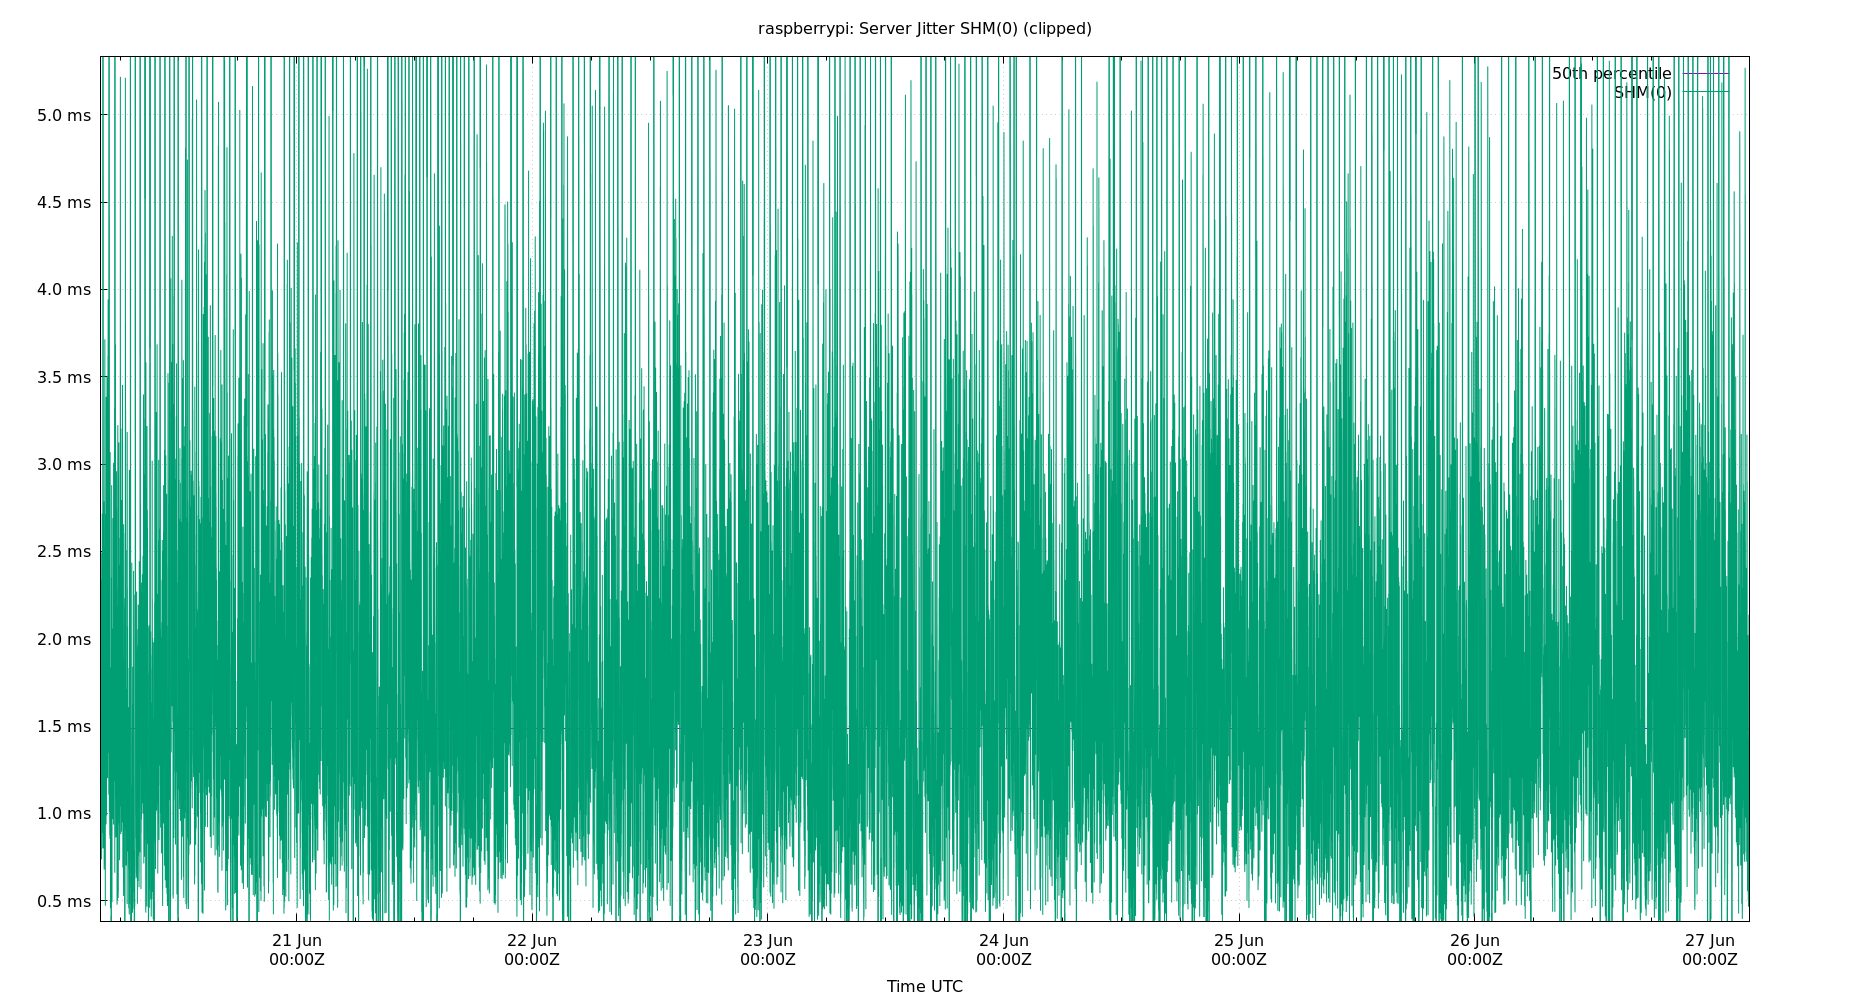 raspberrypi: Server Jitter SHM(0) (clipped)
50th percentile
SHM(0)
5.0 ms
4.5 ms
4.0 ms
3.5 ms
3.0 ms
2.5 ms
2.0 ms
1.5 ms
1.0 ms
0.5 ms
21 Jun 22 Jun 23 Jun 24 Jun 25 Jun 26 Jun 27 Jun
00:00Z 00:00Z 00:00Z 00:00Z 00:00Z 00:00Z 00:00Z
Time UTC